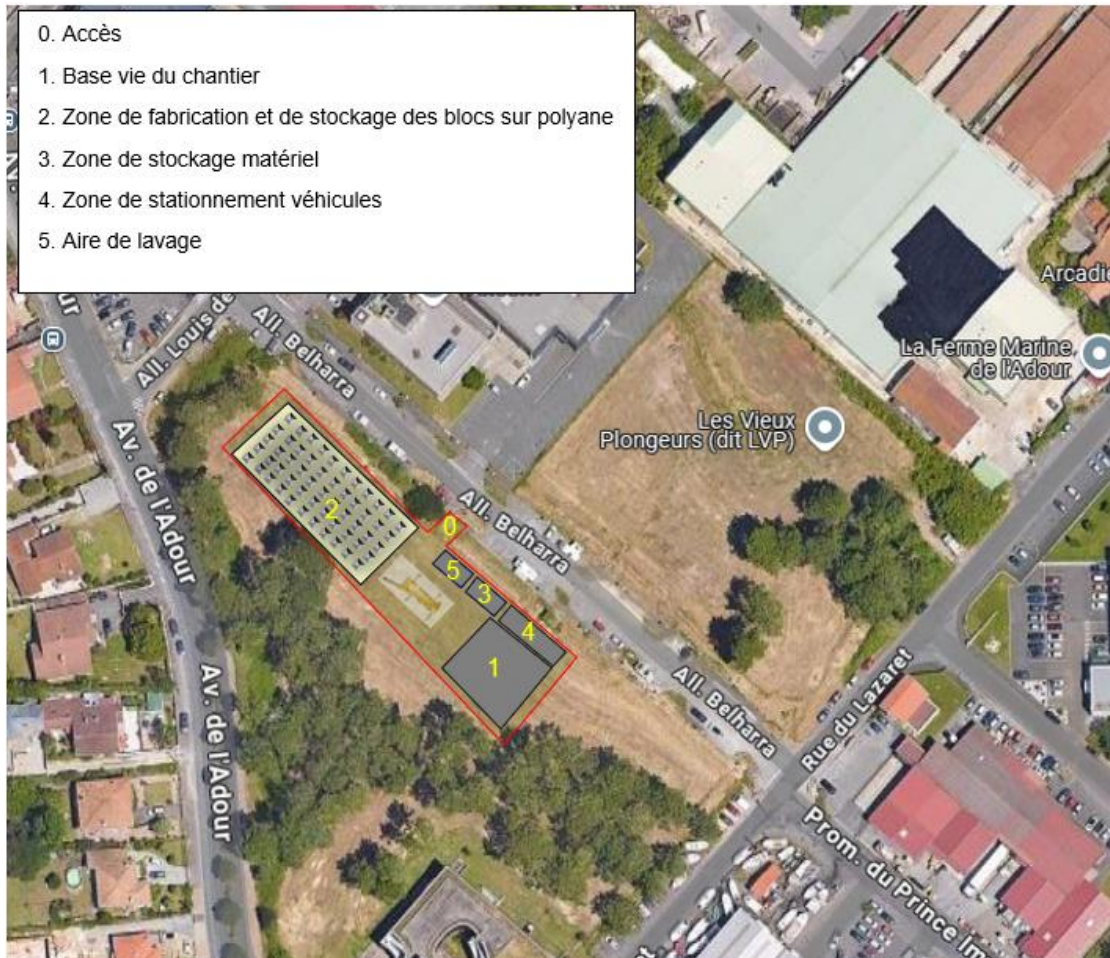 0. Accès
1. Base vie du chantier
2. Zone de fabrication et de stockage des blocs sur polyane
3. Zone de stockage matériel
4. Zone de stationnement véhicules
5. Aire de lavage
Arcadie
La Ferme Marine
de l'Adour
All. Louis de
All. Belharra
Les Vieux
Plongeurs (dit LVP)
Av. de l'Adour
2
0
All. Belharra
5
3
4
1
Av. de l'Adour
All. Belharra
Rue du Lazaret
Prom. du Prince Im